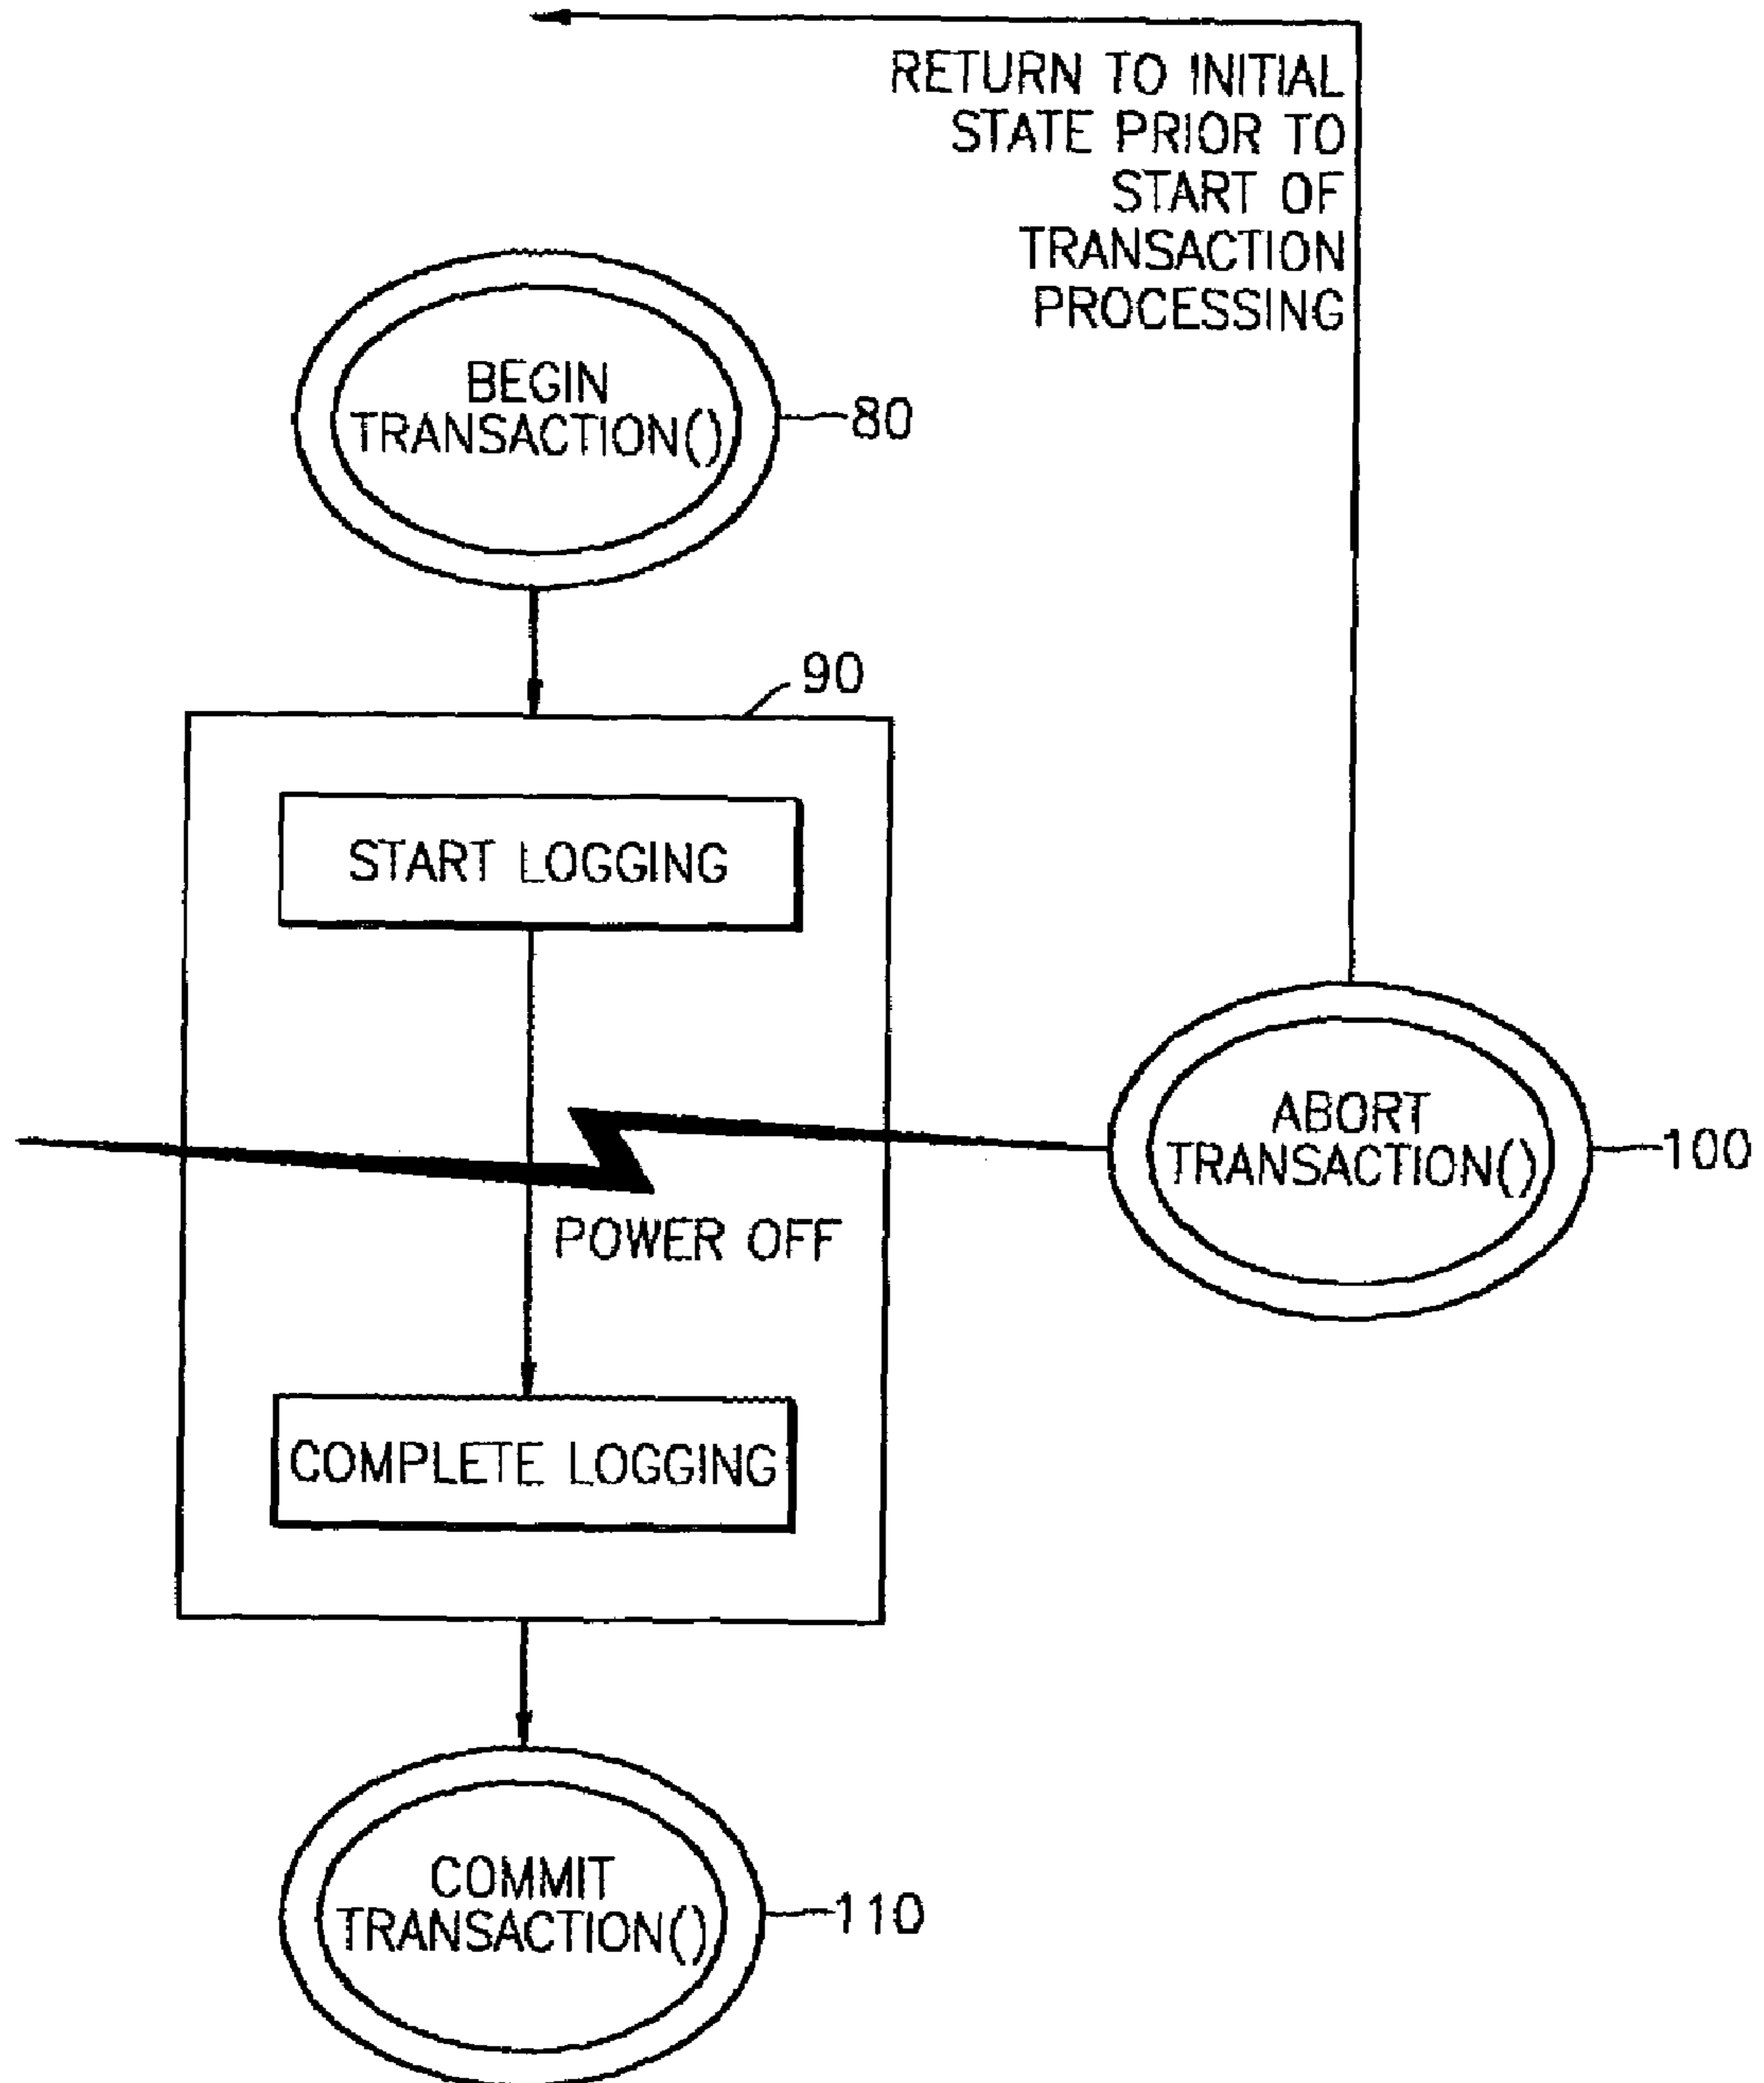 RETURN TO INITIAL
STATE PRIOR TO
START OF
TRANSACTION
PROCESSING
BEGIN
TRANSACTION()
80
90
START LOGGING
ABORT
TRANSACTION()
100
POWER OFF
COMPLETE LOGGING
COMMIT
TRANSACTION()
110